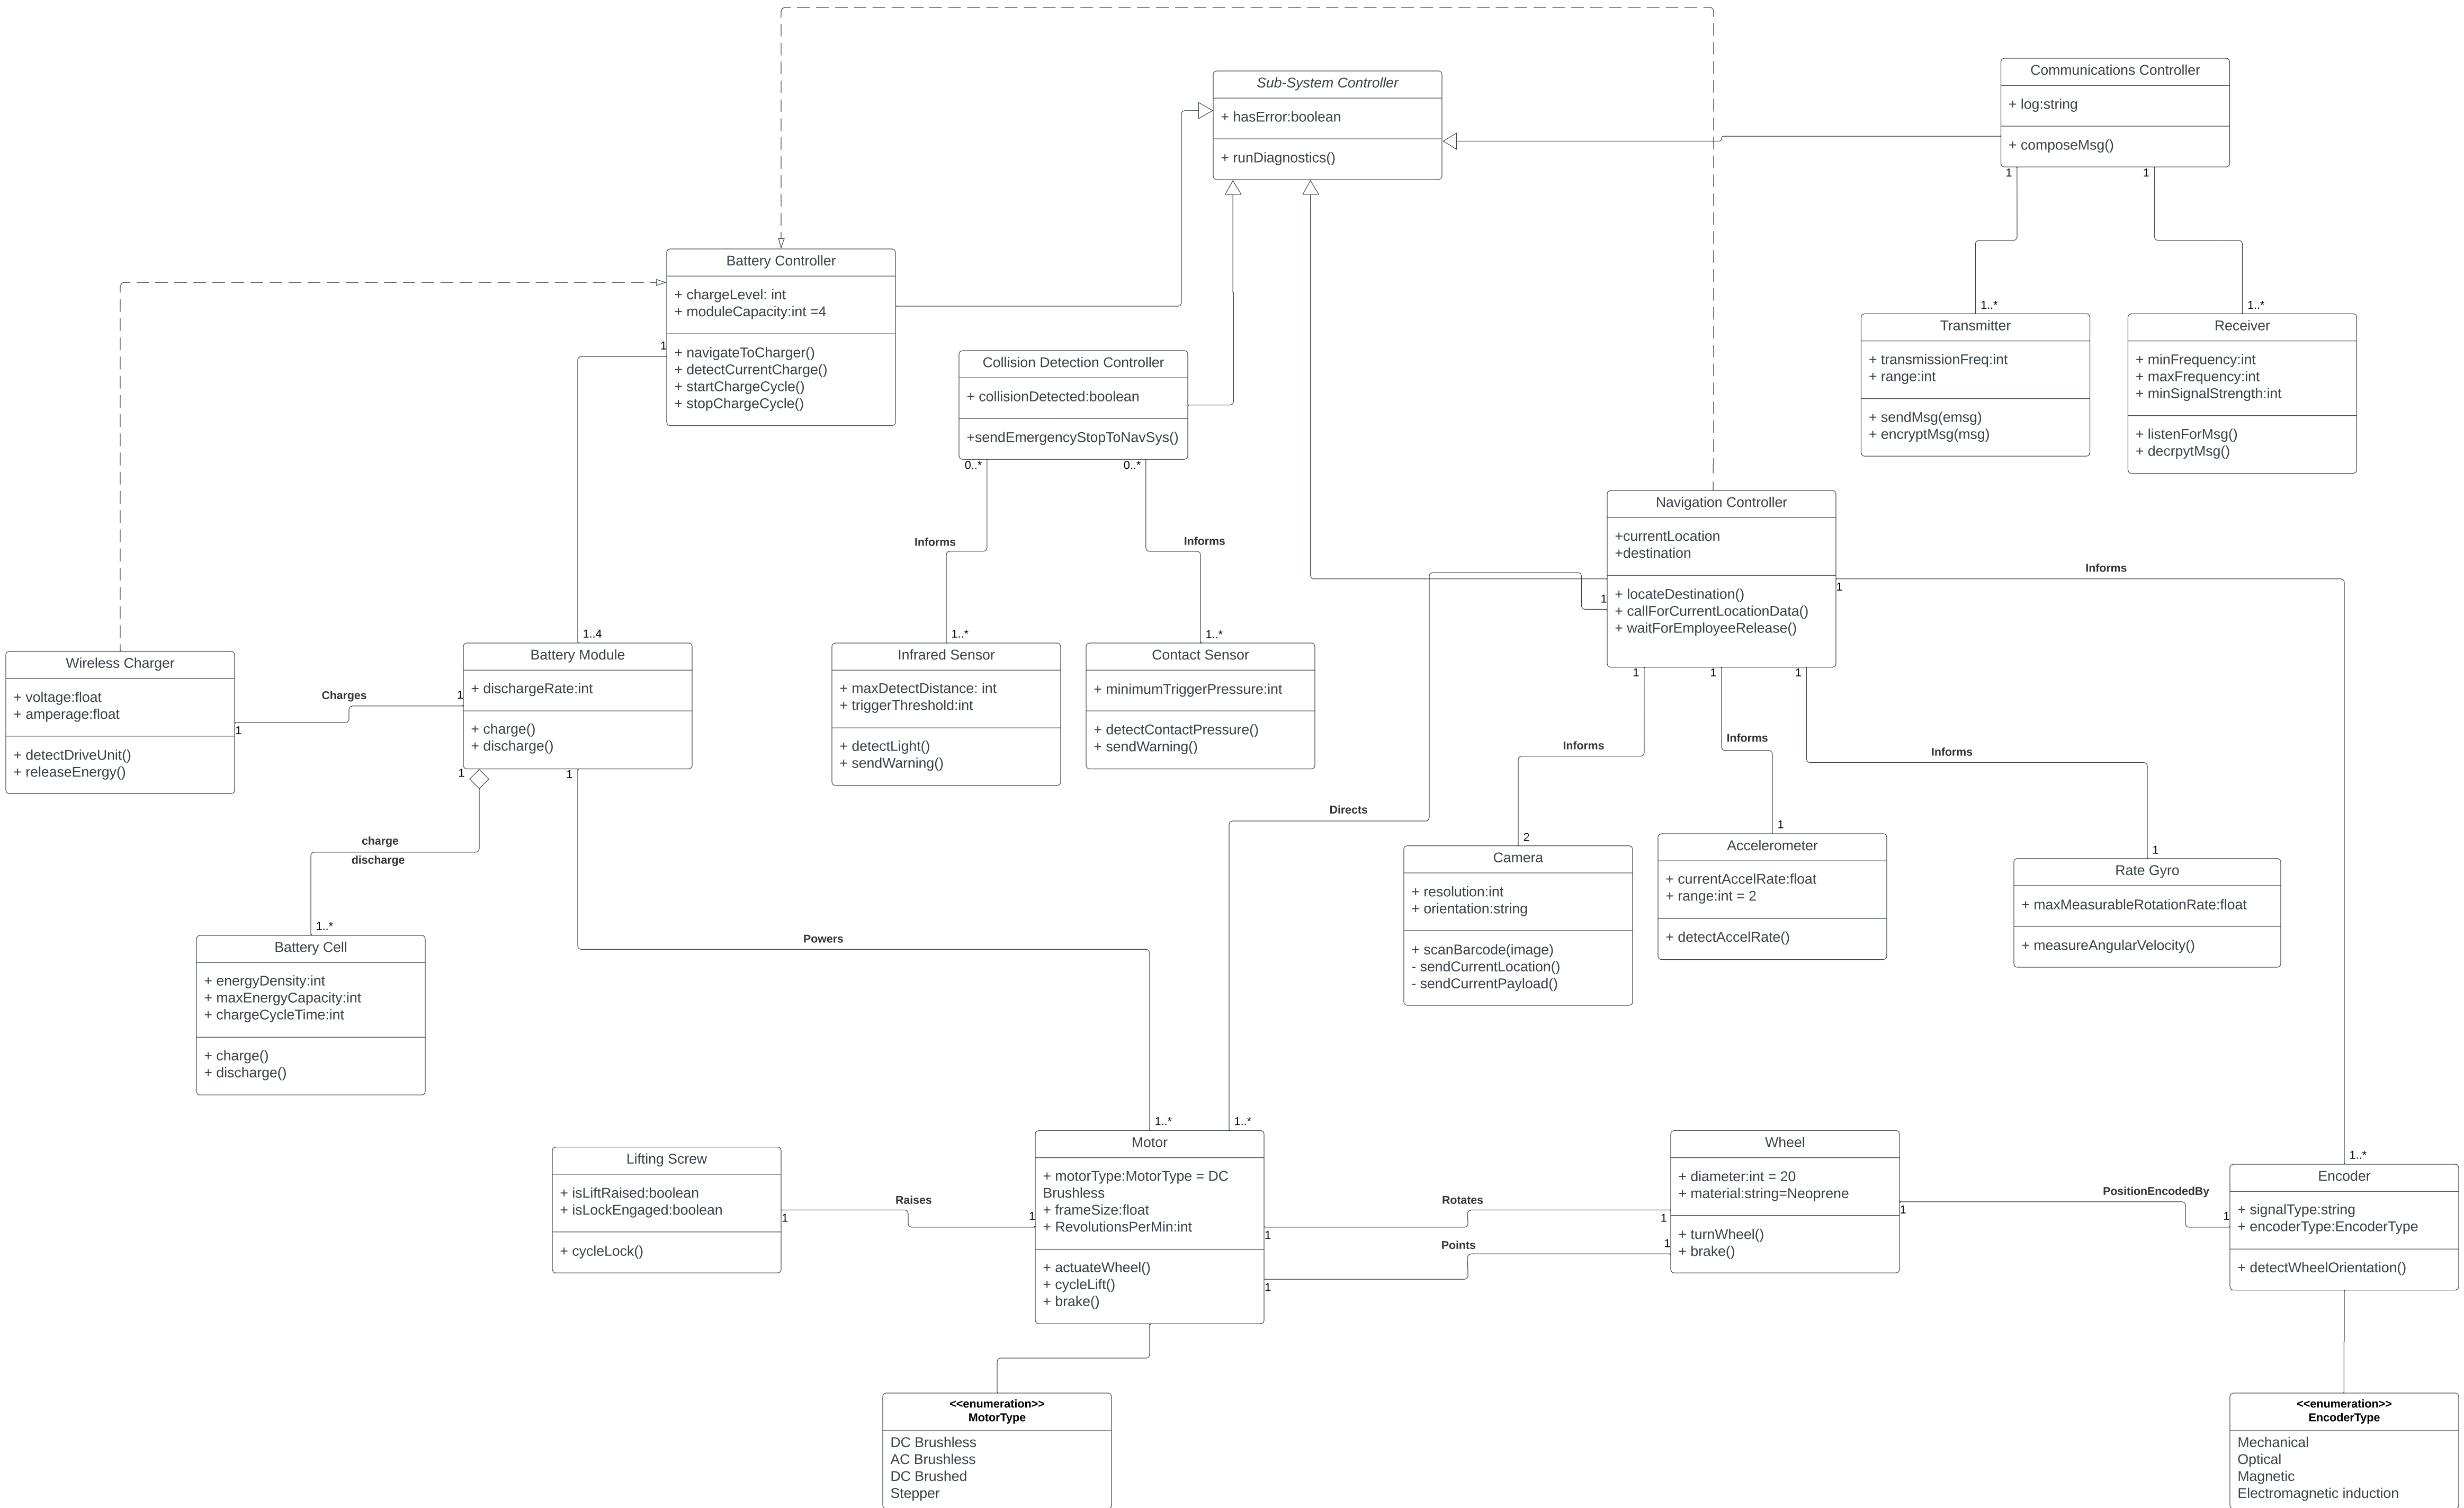 Sub-System Controller
+ hasError:boolean
+ runDiagnostics()
Communications Controller
+ log:string
+ composeMsg()
1
1
1..*
1..*
Battery Controller
+ chargeLevel: int
+ moduleCapacity:int =4
+ navigateToCharger()
+ detectCurrentCharge()
+ startChargeCycle()
+ stopChargeCycle()
1
1..4
Collision Detection Controller
+ collisionDetected:boolean
+sendEmergencyStopToNavSys()
0..*
0..*
Informs
Informs
1..*
1..*
Transmitter
+ transmissionFreq:int
+ range:int
+ sendMsg(emsg)
+ encryptMsg(msg)
Receiver
+ minFrequency:int
+ maxFrequency:int
+ minSignalStrength:int
+ listenForMsg()
+ decrpytMsg()
Navigation Controller
+currentLocation
+destination
+ locateDestination()
+ callForCurrentLocationData()
+ waitForEmployeeRelease()
1
1
1
1
1
Informs
Informs
Informs
Informs
Directs
2
1
1
1..*
1..*
Wireless Charger
+ voltage:float
+ amperage:float
+ detectDriveUnit()
+ releaseEnergy()
1
Charges
1
Battery Module
+ dischargeRate:int
+ charge()
+ discharge()
1
1
charge
discharge
1..*
Powers
1..*
Infrared Sensor
+ maxDetectDistance: int
+ triggerThreshold:int
+ detectLight()
+ sendWarning()
Contact Sensor
+ minimumTriggerPressure:int
+ detectContactPressure()
+ sendWarning()
Camera
+ resolution:int
+ orientation:string
+ scanBarcode(image)
- sendCurrentLocation()
- sendCurrentPayload()
Accelerometer
+ currentAccelRate:float
+ range:int = 2
+ detectAccelRate()
Rate Gyro
+ maxMeasurableRotationRate:float
+ measureAngularVelocity()
Battery Cell
+ energyDensity:int
+ maxEnergyCapacity:int
+ chargeCycleTime:int
+ charge()
+ discharge()
Lifting Screw
+ isLiftRaised:boolean
+ isLockEngaged:boolean
+ cycleLock()
1
Raises
1
Motor
+ motorType:MotorType = DC
Brushless
+ frameSize:float
+ RevolutionsPerMin:int
+ actuateWheel()
+ cycleLift()
+ brake()
1
Rotates
1
1
Points
1
Wheel
+ diameter:int = 20
+ material:string=Neoprene
+ turnWheel()
+ brake()
1
PositionEncodedBy
1
Encoder
+ signalType:string
+ encoderType:EncoderType
+ detectWheelOrientation()
<<enumeration>>
MotorType
DC Brushless
AC Brushless
DC Brushed
Stepper
<<enumeration>>
EncoderType
Mechanical
Optical
Magnetic
Electromagnetic induction